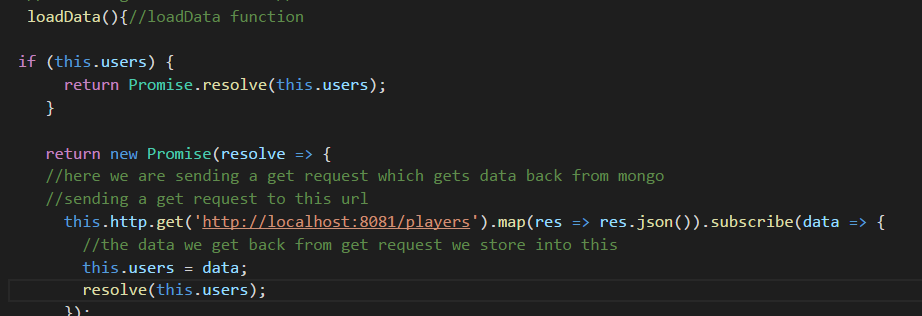 loadData(){//loadData function
if (this.users) {
return Promise.resolve(this.users);
}
return new Promise(resolve => {
//here we are sending a get request which gets data back from mongo
//sending a get request to this url
this.http.get('http://localhost:8081/players').map(res => res.json()).subscribe(data => {
//the data we get back from get request we store into this
this.users = data;
resolve(this.users);
});